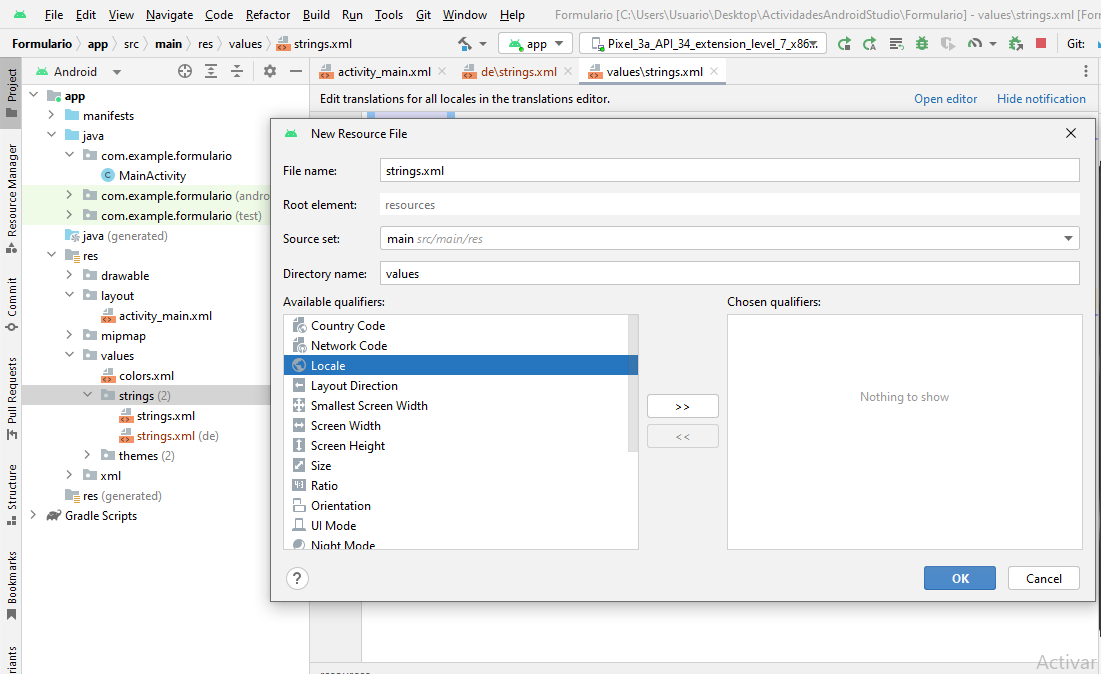 File Edit View Navigate Code Refactor Build Run Tools Git Window Help Formulario [C:\Users\Usuario\Desktop\ActividadesAndroidStudio\Formulario] - values\strings.xml [Form
Formulario app src main res values strings.xml app Pixel_3a_API_34_extension_level_7_x86... Git:
Project
Android
activity_main.xml de\strings.xml values\strings.xml
Edit translations for all locales in the translations editor. Open editor Hide notification
app
manifests
java
com.example.formulario
MainActivity
com.example.formulario (andro
com.example.formulario (test)
java (generated)
res
drawable
layout
activity_main.xml
mipmap
values
colors.xml
strings (2)
strings.xml
strings.xml (de)
themes (2)
xml
res (generated)
Gradle Scripts
Resource Manager
Commit
Pull Requests
Structure
Bookmarks
riants
New Resource File
File name: strings.xml
Root element: resources
Source set: main src/main/res
Directory name: values
Available qualifiers: Chosen qualifiers:
Country Code
Network Code
Locale
Layout Direction
Smallest Screen Width
Screen Width
Screen Height
Size
4:3 Ratio
Orientation
UI Mode
Night Mode
>>
<<
Nothing to show
?
OK Cancel
Activar
resources